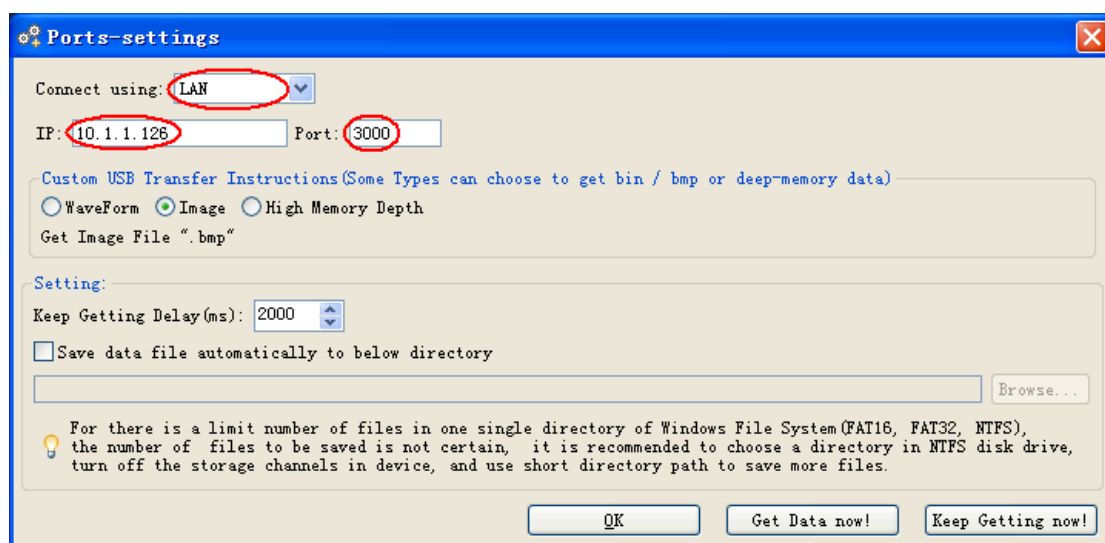 Ports-settings
Connect using: LAN
IP: 10.1.1.126 Port: 3000
Custom USB Transfer Instructions(Some Types can choose to get bin / bmp or deep-memory data)
WaveForm Image High Memory Depth
Get Image File ".bmp"
Setting:
Keep Getting Delay(ms): 2000
Save data file automatically to below directory
Browse...
For there is a limit number of files in one single directory of Windows File System(FAT16, FAT32, NTFS),
the number of files to be saved is not certain, it is recommended to choose a directory in NTFS disk drive,
turn off the storage channels in device, and use short directory path to save more files.
OK Get Data now! Keep Getting now!